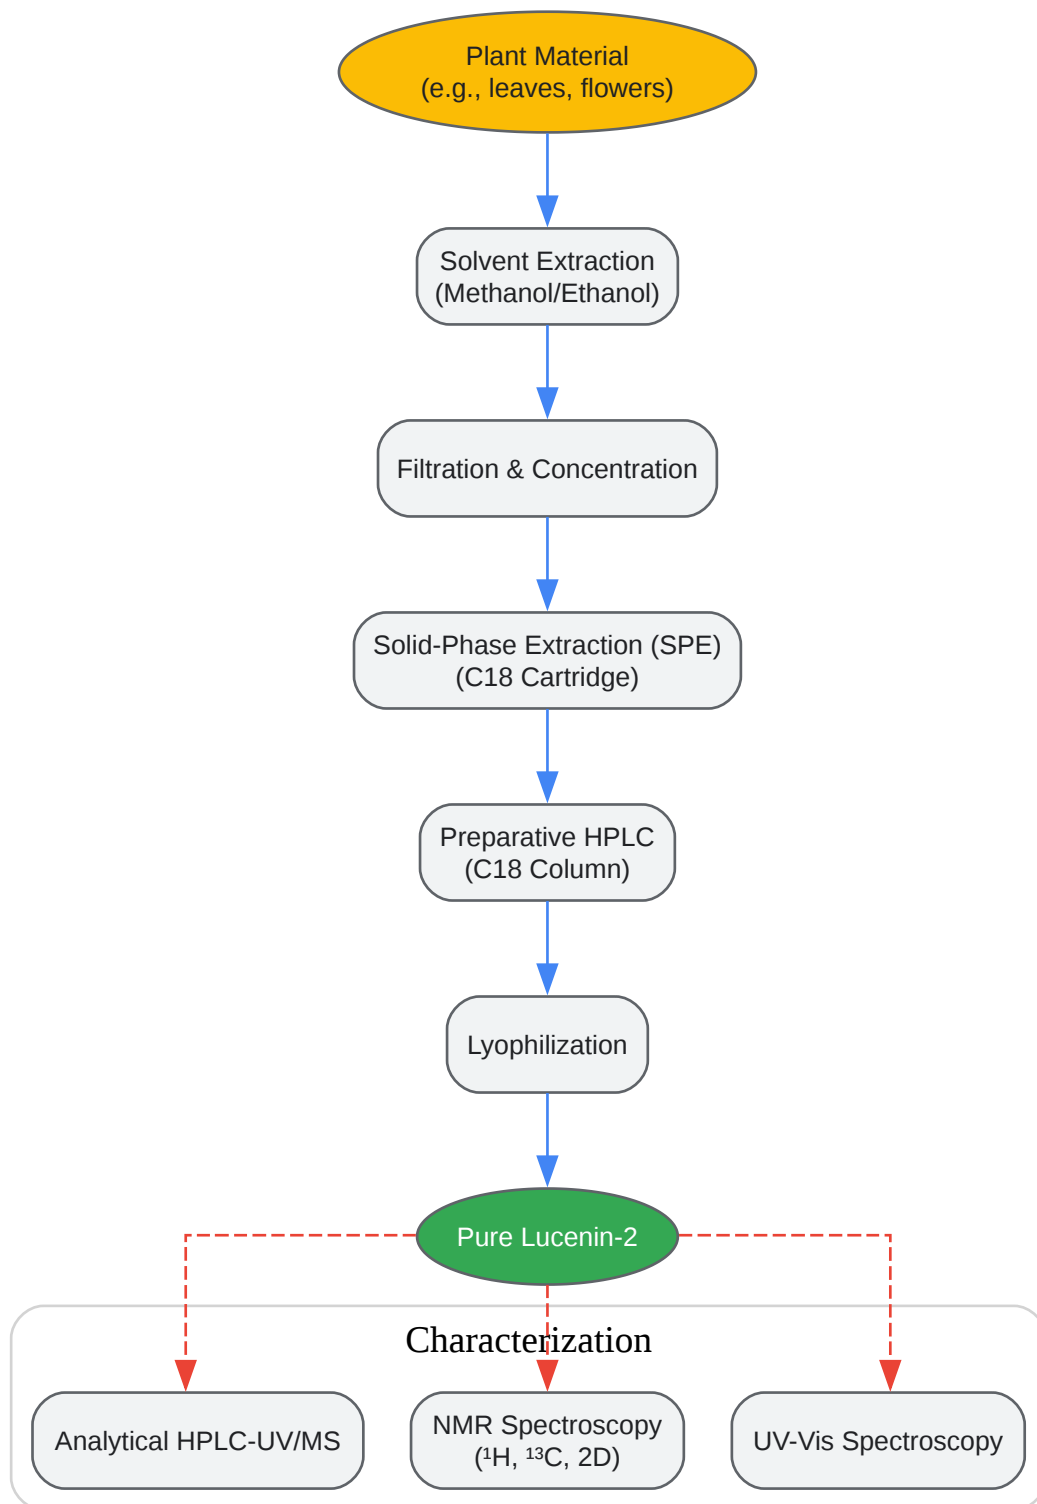 Plant Material
(e.g., leaves, flowers)
Solvent Extraction
(Methanol/Ethanol)
Filtration & Concentration
Solid-Phase Extraction (SPE)
(C18 Cartridge)
Preparative HPLC
(C18 Column)
Lyophilization
Pure Lucenin-2
Characterization
Analytical HPLC-UV/MS
NMR Spectroscopy
(¹H, ¹³C, 2D)
UV-Vis Spectroscopy